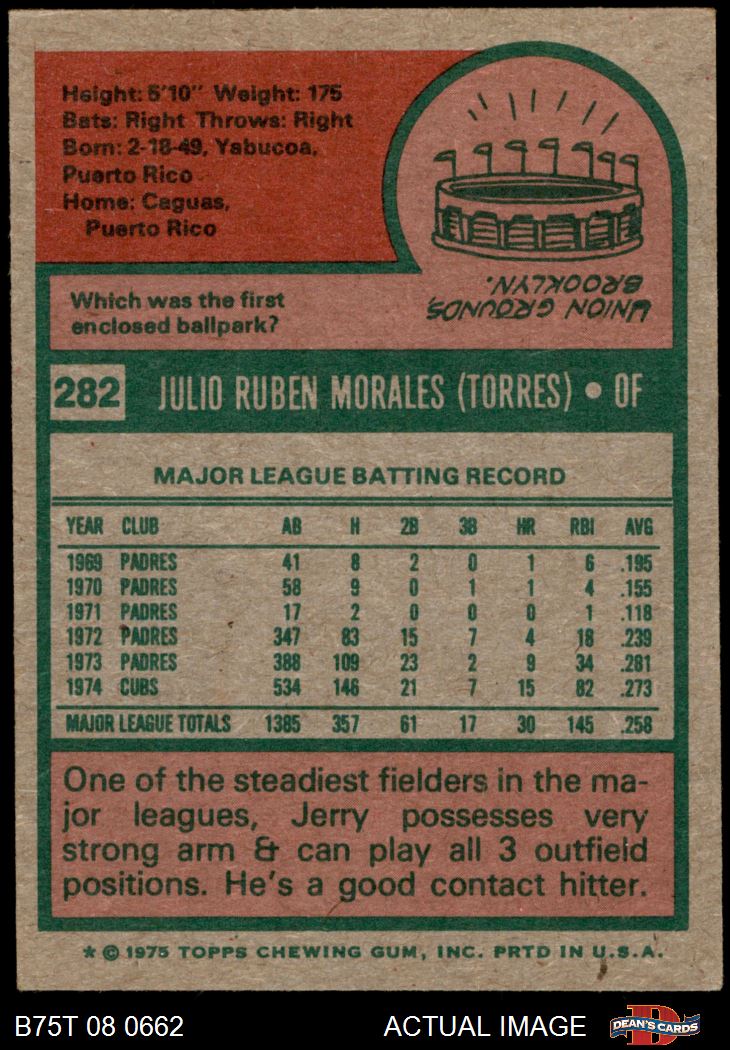 Height: 5'10" Weight: 175
Bats: Right Throws: Right
Born: 2-18-49, Yabucoa,
Puerto Rico
Home: Caguas,
Puerto Rico
Which was the first
enclosed ballpark?
UNION GROUNDS,
BROOKLYN.
282 JULIO RUBEN MORALES (TORRES) • OF
MAJOR LEAGUE BATTING RECORD
YEAR CLUB AB H 2B 3B HR RBI AVG
1969 PADRES 41 8 2 0 1 6 .195
1970 PADRES 58 9 0 1 1 4 .155
1971 PADRES 17 2 0 0 0 1 .118
1972 PADRES 347 83 15 7 4 18 .239
1973 PADRES 388 109 23 2 9 34 .281
1974 CUBS 534 146 21 7 15 82 .273
MAJOR LEAGUE TOTALS 1385 357 61 17 30 145 .258
One of the steadiest fielders in the ma-
jor leagues, Jerry possesses very
strong arm & can play all 3 outfield
positions. He's a good contact hitter.
* © 1975 TOPPS CHEWING GUM, INC. PRTD IN U.S.A.
B75T 08 0662 ACTUAL IMAGE D DEAN'S CARDS